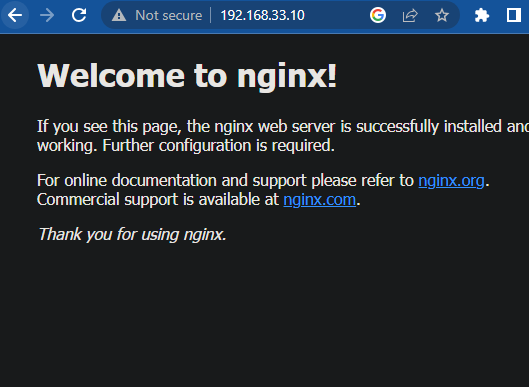 Not secure | 192.168.33.10
Welcome to nginx!
If you see this page, the nginx web server is successfully installed and
working. Further configuration is required.
For online documentation and support please refer to nginx.org.
Commercial support is available at nginx.com.
Thank you for using nginx.